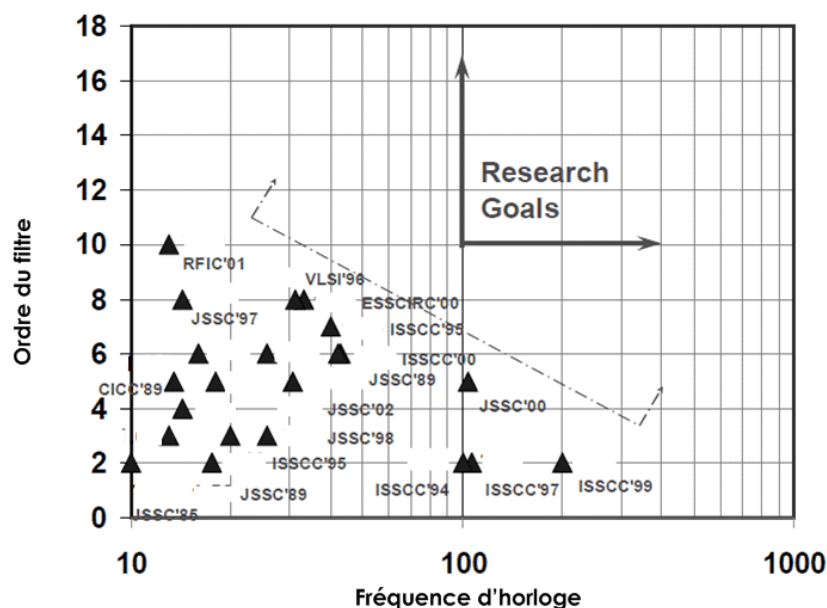 18
16
14
12
10
8
6
4
2
0
Ordre du filtre
Research
Goals
RFIC'01
VLSI'96
JSSC'97
ESSCIRC'00
ISSCC'95
ISSCC'00
CICC'89
JSSC'89
JSSC'02
JSSC'00
JSSC'98
ISSCC'95
JSSC'89
ISSCC'94
ISSCC'97
ISSCC'99
JSSC'85
10
100
1000
Fréquence d'horloge